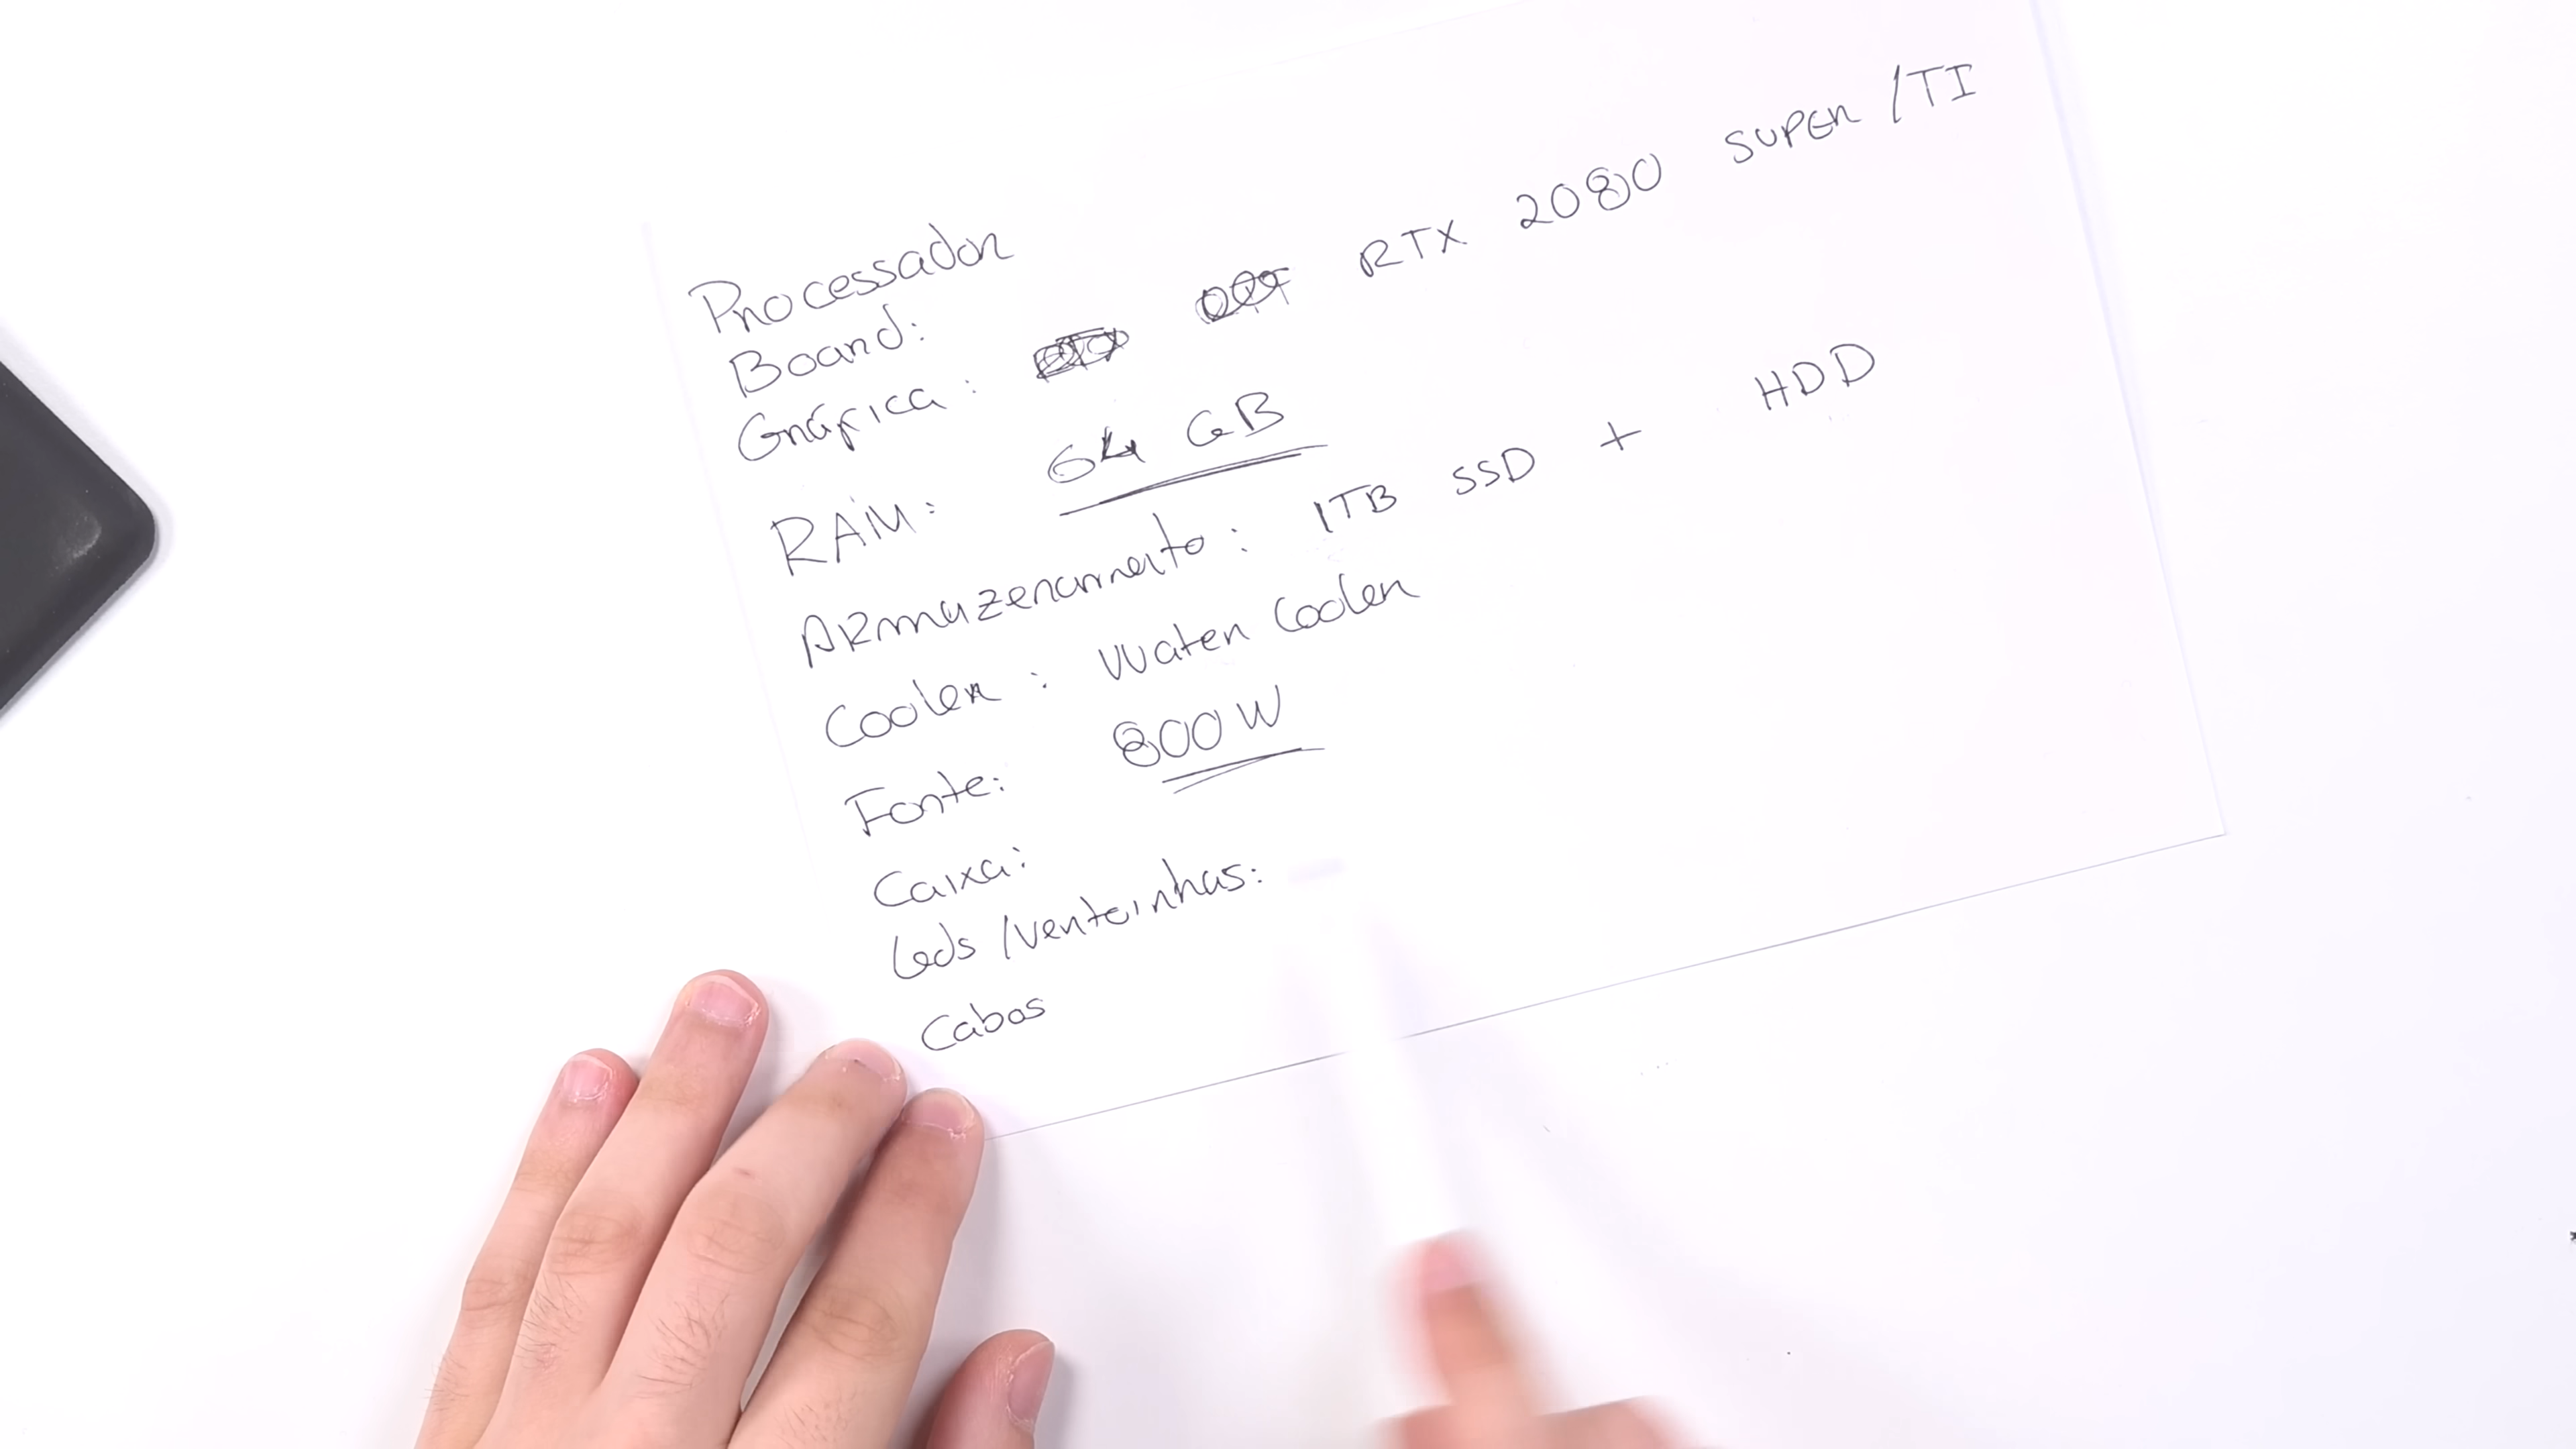 Processador
Board:
Gráfica: RTX 2080 SUPER /TI
RAM: 64 GB
ARmazenamento: 1TB SSD + HDD
Cooler: Water Cooler
Fonte: 800W
Caixa:
Leds /ventoinhas:
Cabos